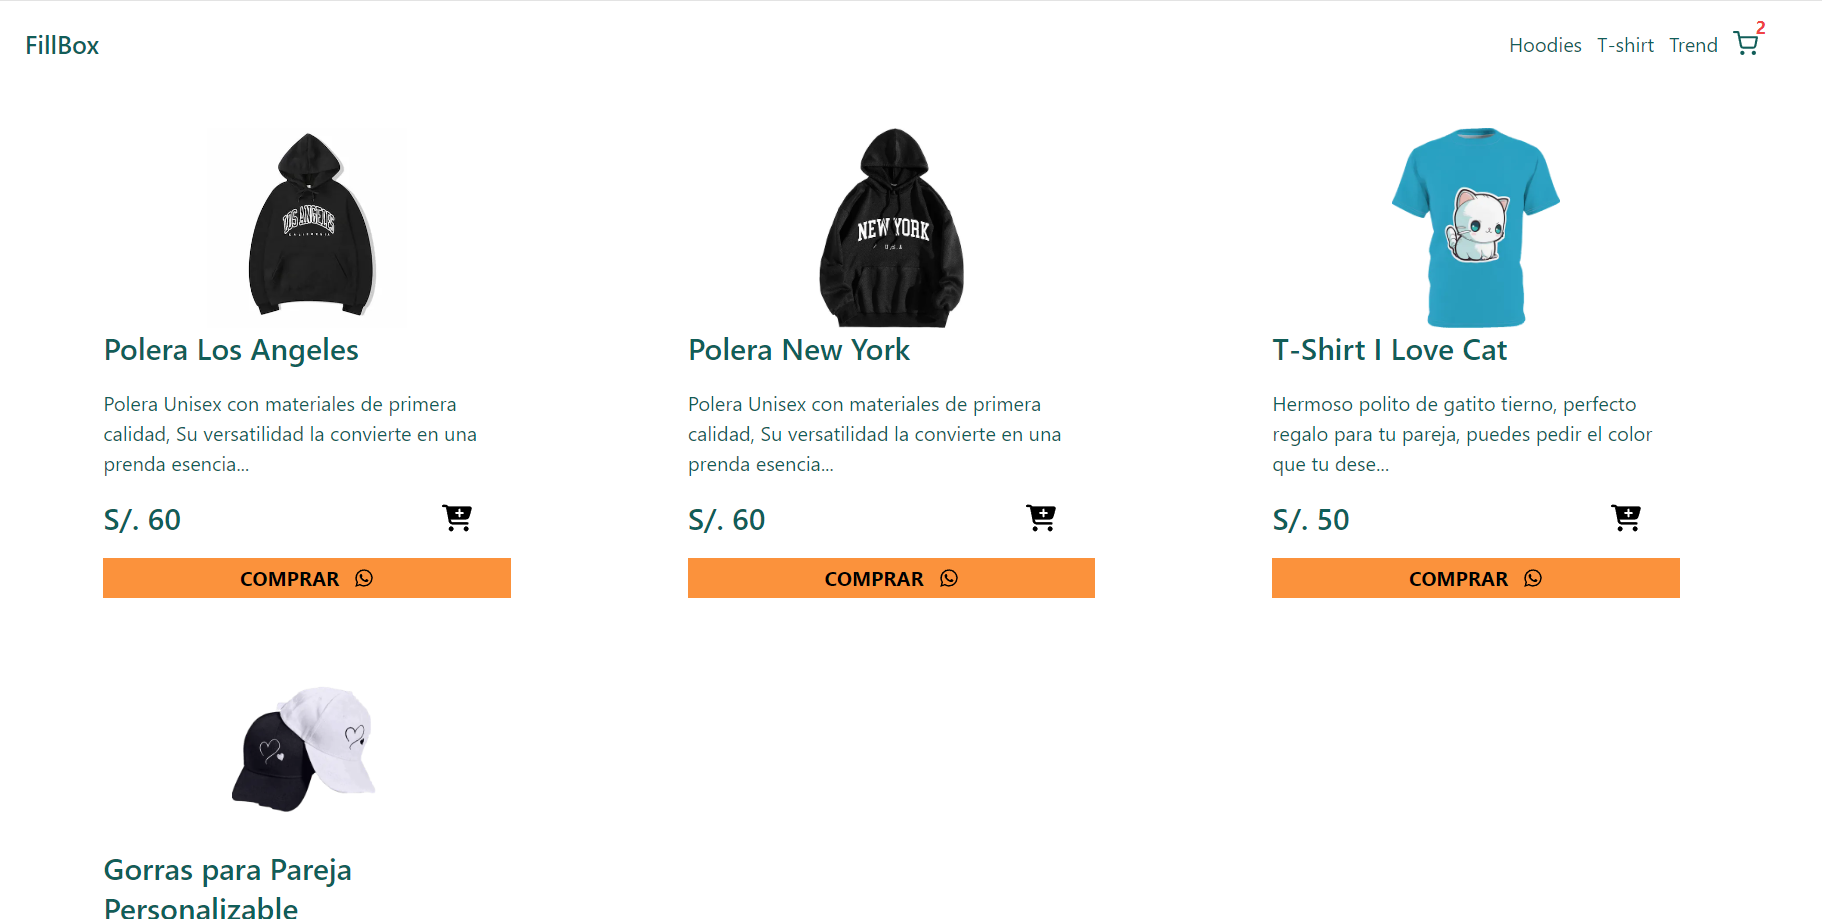 FillBox
Hoodies T-shirt Trend 2
LOS ANGELES
CALIFORNIA
NEW YORK
U.S.A
Polera Los Angeles
Polera Unisex con materiales de primera
calidad, Su versatilidad la convierte en una
prenda esencia...
S/. 60
COMPRAR
Polera New York
Polera Unisex con materiales de primera
calidad, Su versatilidad la convierte en una
prenda esencia...
S/. 60
COMPRAR
T-Shirt I Love Cat
Hermoso polito de gatito tierno, perfecto
regalo para tu pareja, puedes pedir el color
que tu dese...
S/. 50
COMPRAR
Gorras para Pareja
Personalizable